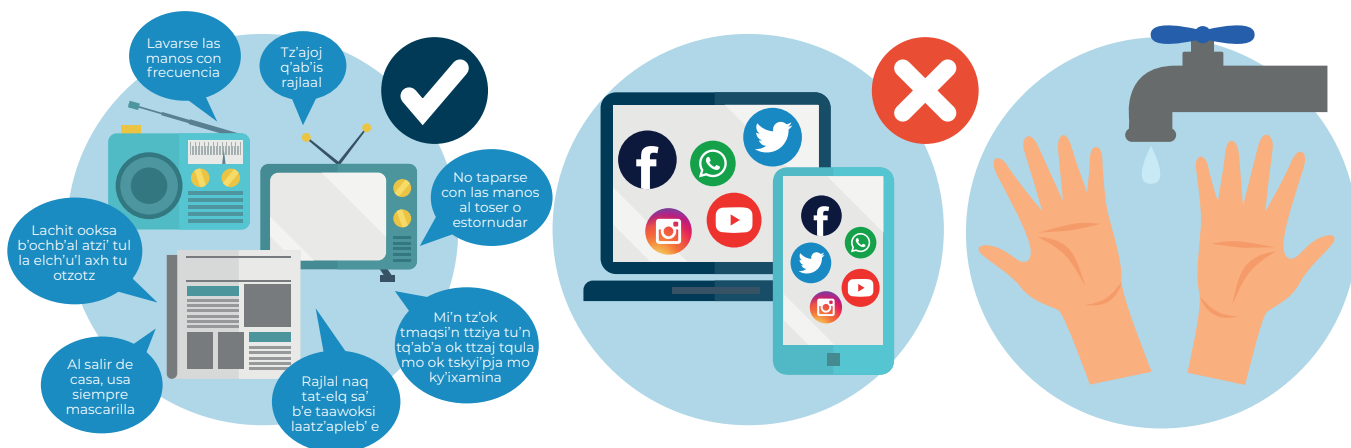 Lavarse las
manos con
frecuencia
Tz'ajoj
q'ab'is
rajlaal
No taparse
con las manos
al toser o
estornudar
Lachit ooksa
b'ochb'al atzi' tul
la elch'u'l axh tu
otzotz
Mi'n tz'ok
tmaqsi'n ttziya tu'n
tq'ab'a ok ttzaj tqula
mo ok tskyi'pja mo
ky'ixamina
Al salir de
casa, usa
siempre
mascarilla
Rajlal naq
tat-elq sa'
b'e taawoksi
laatz'apleb' e